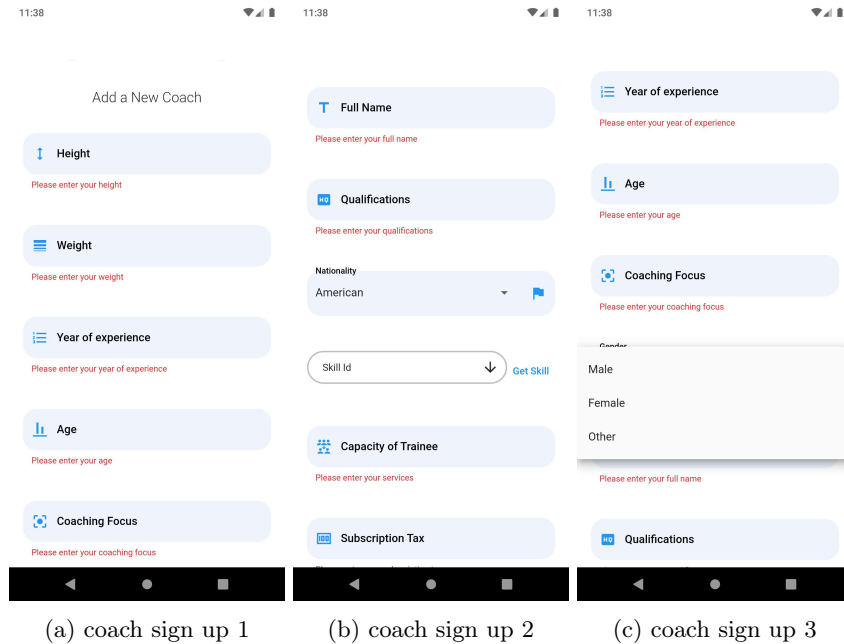 11:38
Add a New Coach
Height
Please enter your height
Weight
Please enter your weight
Year of experience
Please enter your year of experience
Age
Please enter your age
Coaching Focus
Please enter your coaching focus
(a) coach sign up 1
11:38
Full Name
Please enter your full name
HQ Qualifications
Please enter your qualifications
Nationality
American
Skill Id
Get Skill
Capacity of Trainee
Please enter your services
Subscription Tax
(b) coach sign up 2
11:38
Year of experience
Please enter your year of experience
Age
Please enter your age
Coaching Focus
Please enter your coaching focus
Gender
Male
Female
Other
Please enter your full name
HQ Qualifications
(c) coach sign up 3